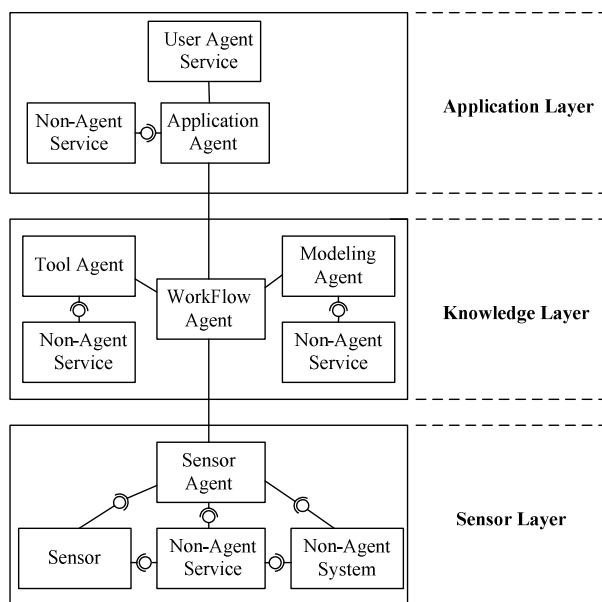 User Agent
Service
Non-Agent
Service
Application
Agent
Application Layer
Tool Agent
Modeling
Agent
WorkFlow
Agent
Non-Agent
Service
Non-Agent
Service
Knowledge Layer
Sensor
Agent
Sensor
Non-Agent
Service
Non-Agent
System
Sensor Layer